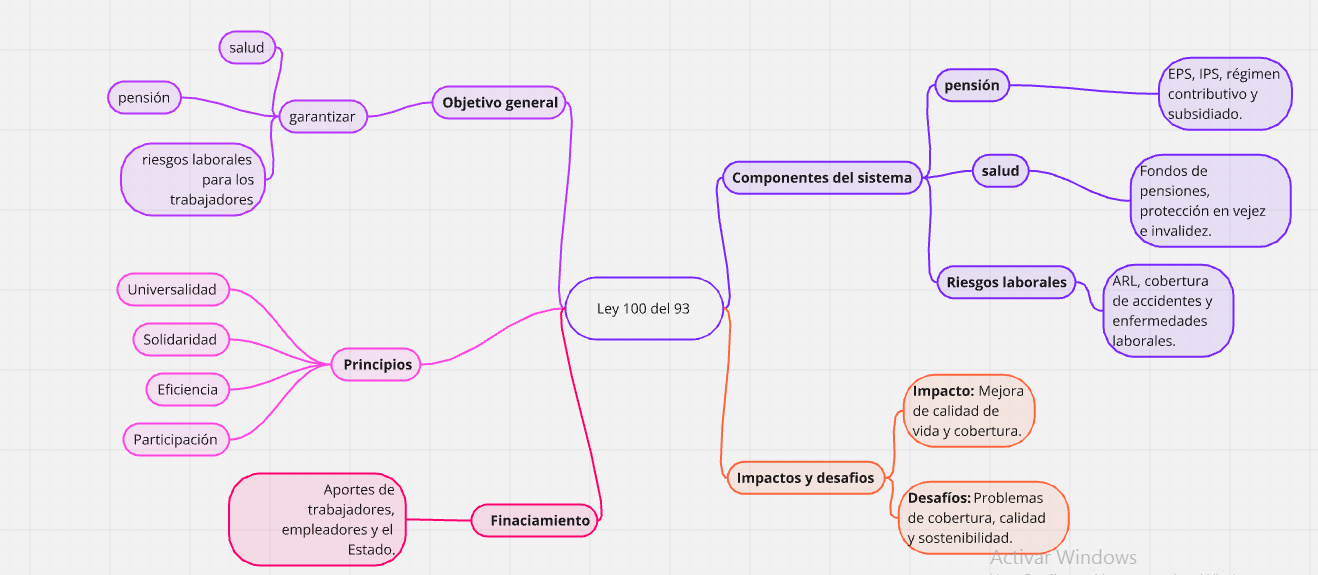 salud
pensión
garantizar
riesgos laborales
para los
trabajadores
Objetivo general
Universalidad
Solidaridad
Eficiencia
Participación
Principios
Aportes de
trabajadores,
empleadores y el
Estado.
Finaciamiento
Ley 100 del 93
Componentes del sistema
pensión
EPS, IPS, régimen
contributivo y
subsidiado.
salud
Fondos de
pensiones,
protección en vejez
e invalidez.
Riesgos laborales
ARL, cobertura
de accidentes y
enfermedades
laborales.
Impactos y desafios
Impacto: Mejora
de calidad de
vida y cobertura.
Desafíos: Problemas
de cobertura, calidad
y sostenibilidad.
Activar Windows